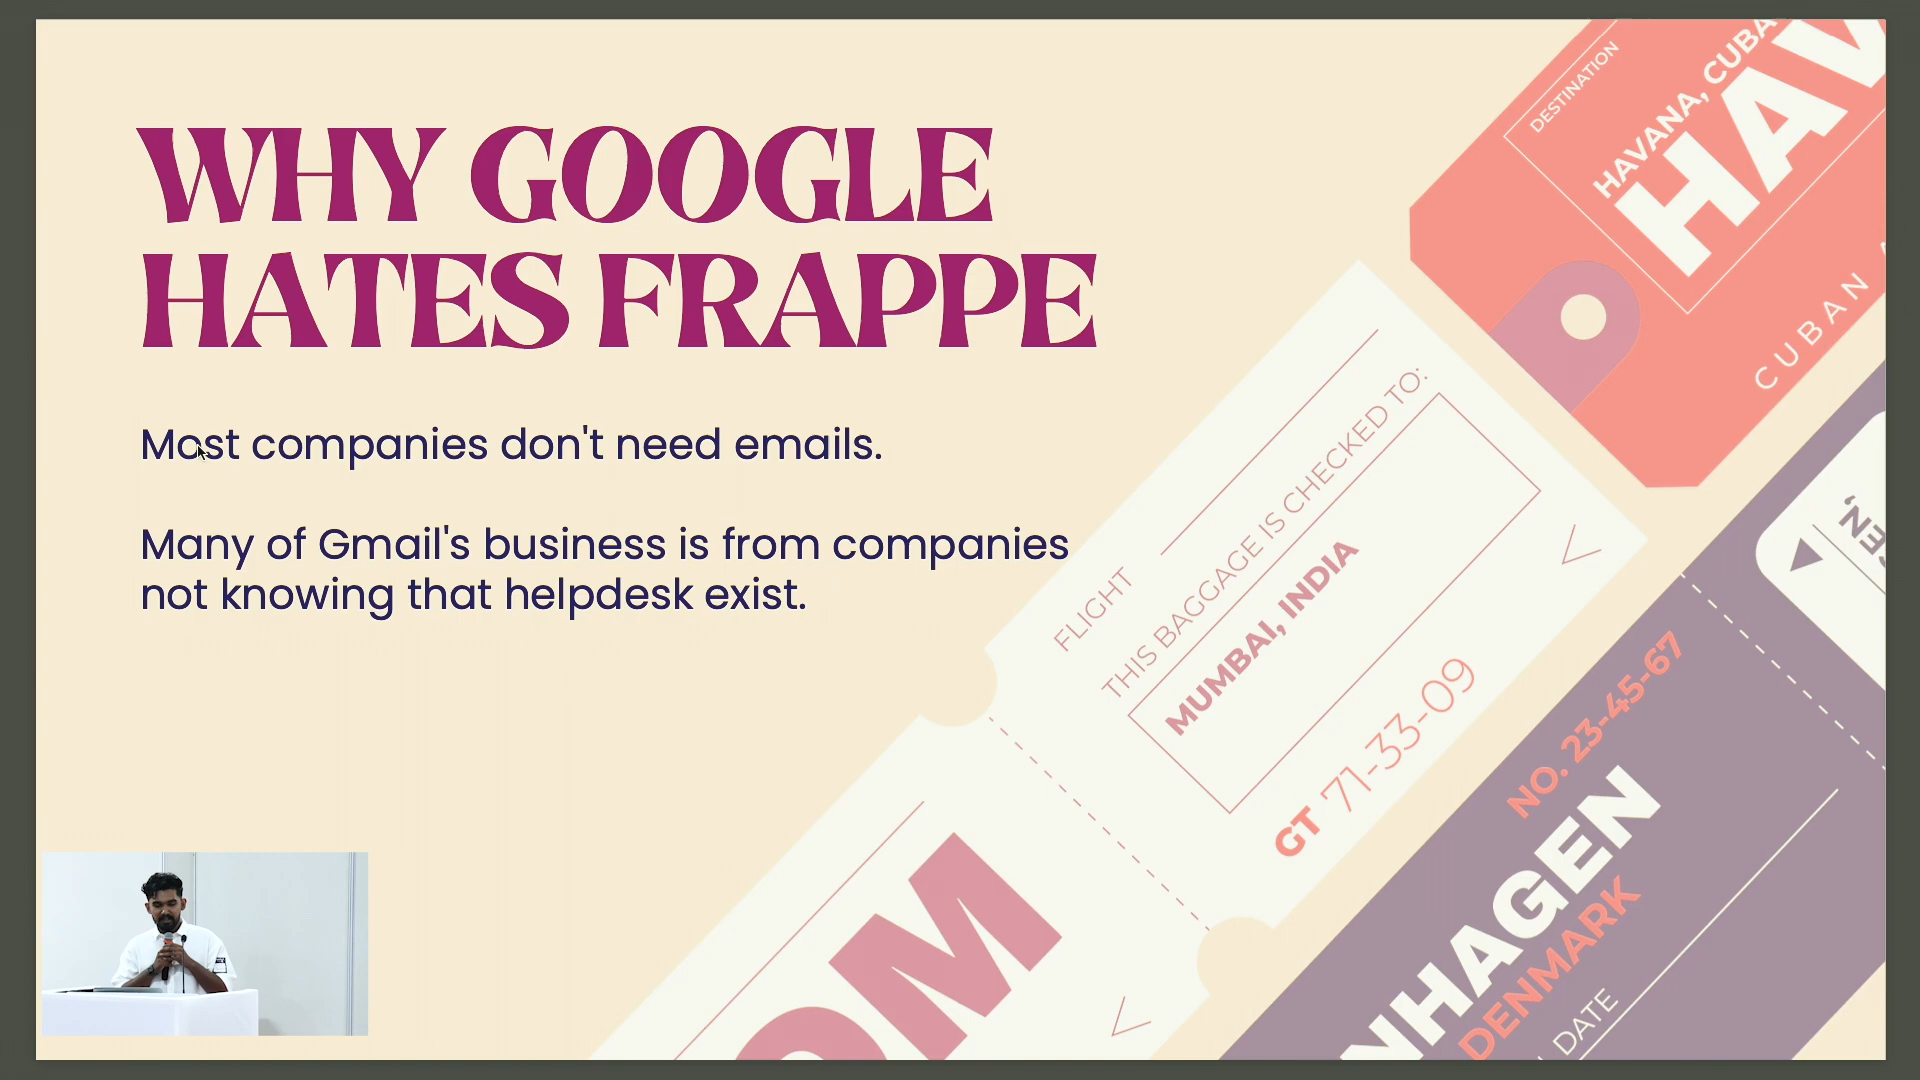 WHY GOOGLE
HATES FRAPPE
Most companies don't need emails.
Many of Gmail's business is from companies
not knowing that helpdesk exist.
DESTINATION
HAVANA, CUBA
HAV
CUBAN
FLIGHT
THIS BAGGAGE IS CHECKED TO:
MUMBAI, INDIA
GT 71-33-09
OM
NO. 23-45-67
NHAGEN
DENMARK
DATE